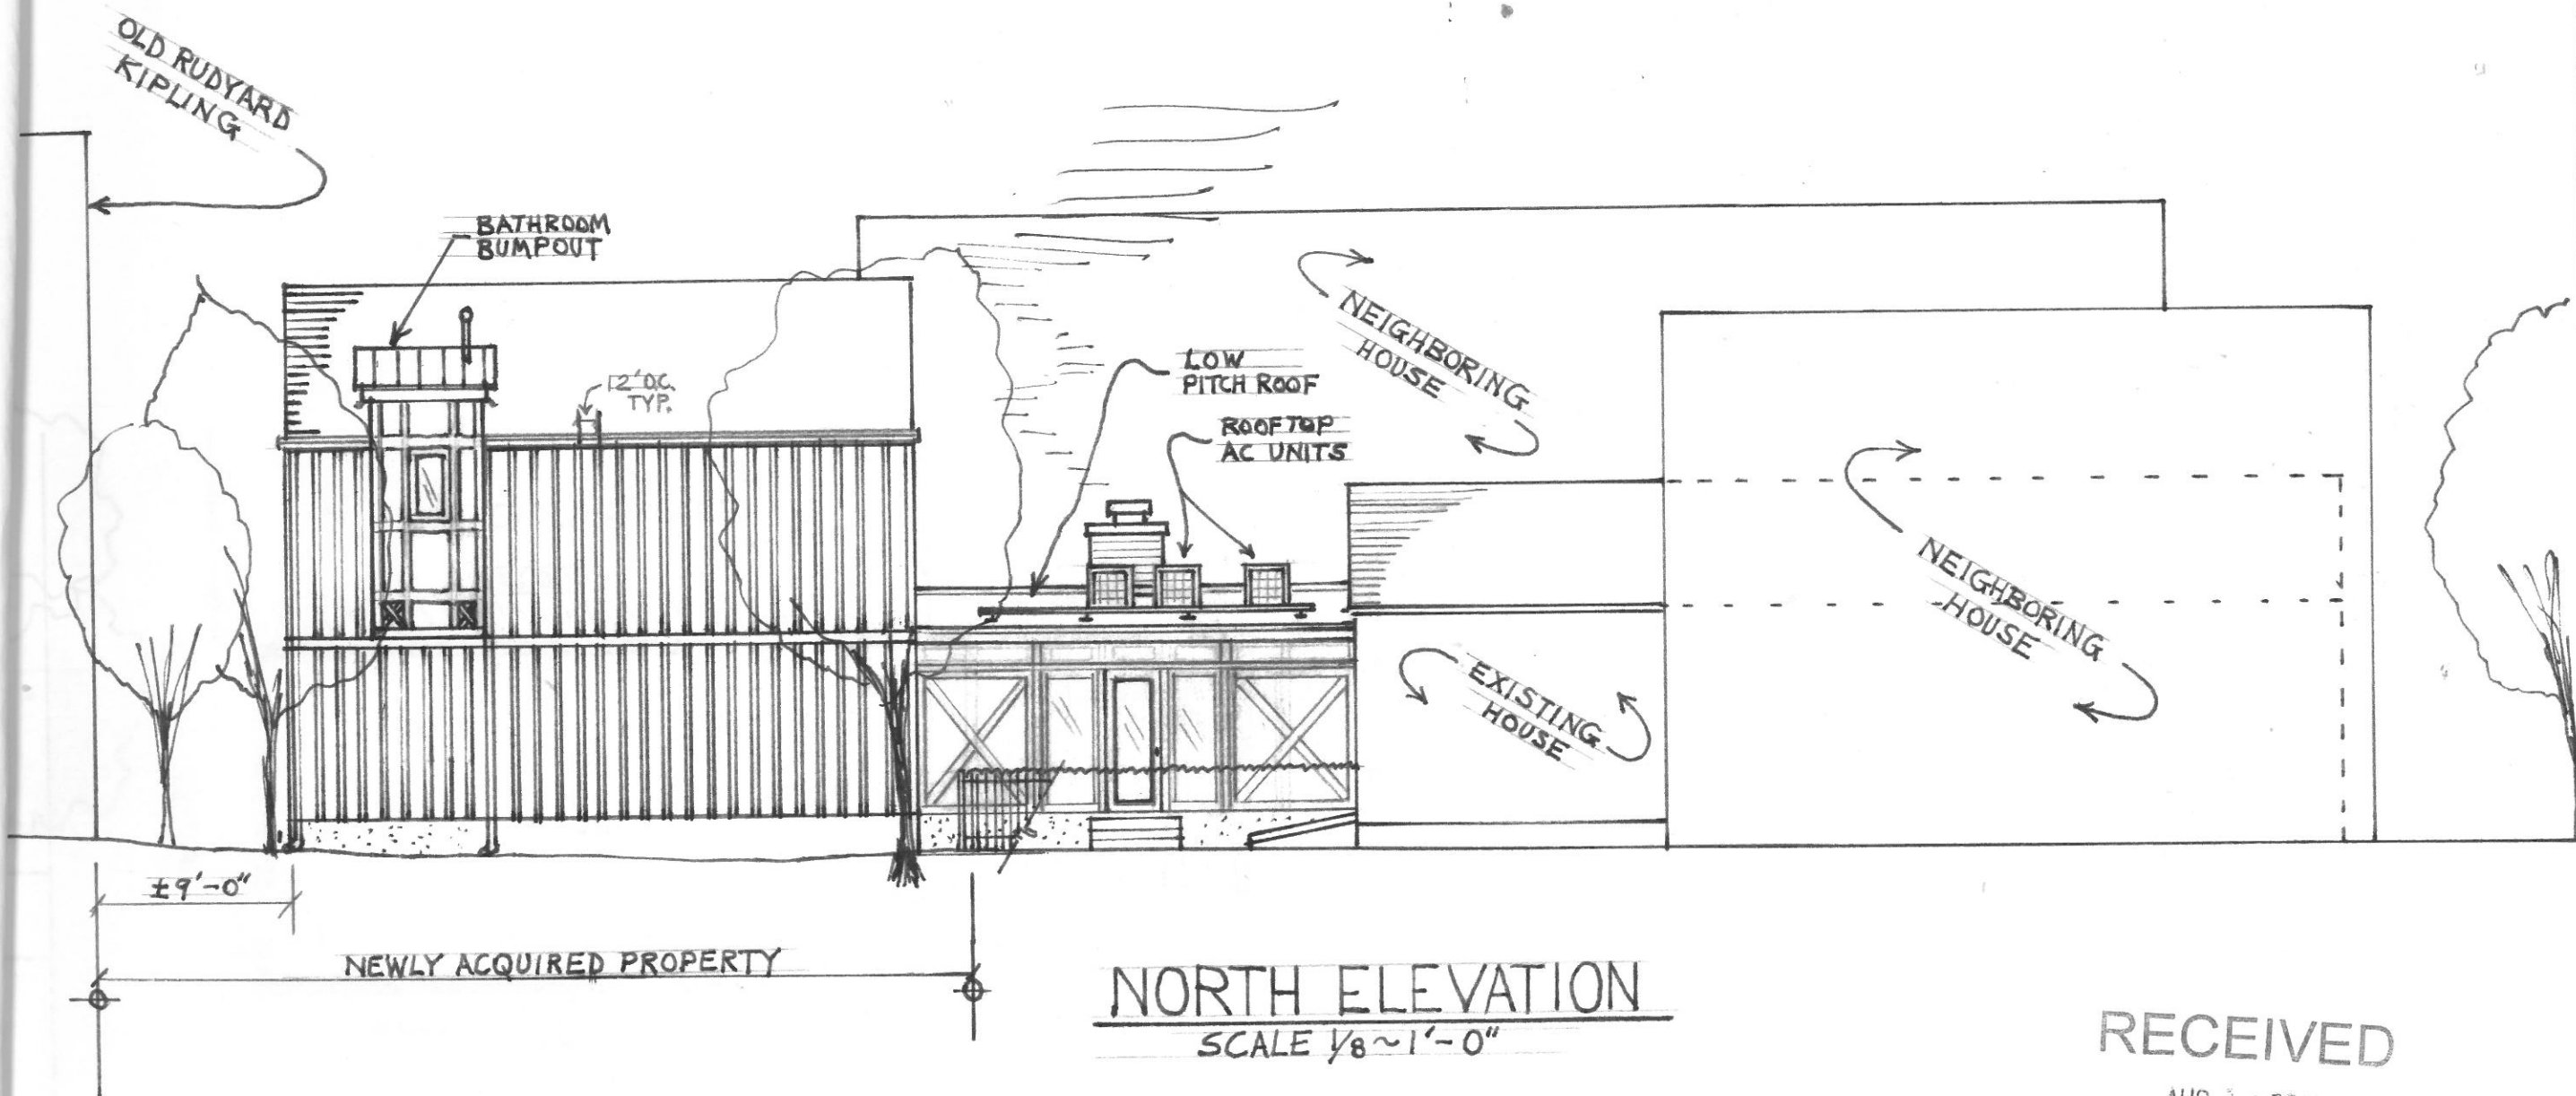 OLD RUDYARD
KIPLING
BATHROOM
BUMPOUT
12" O.C.
TYP.
LOW
PITCH ROOF
ROOFTOP
AC UNITS
NEIGHBORING
HOUSE
NEIGHBORING
HOUSE
EXISTING
HOUSE
±9'-0"
NEWLY ACQUIRED PROPERTY
NORTH ELEVATION
SCALE 1/8~1'-0"
RECEIVED